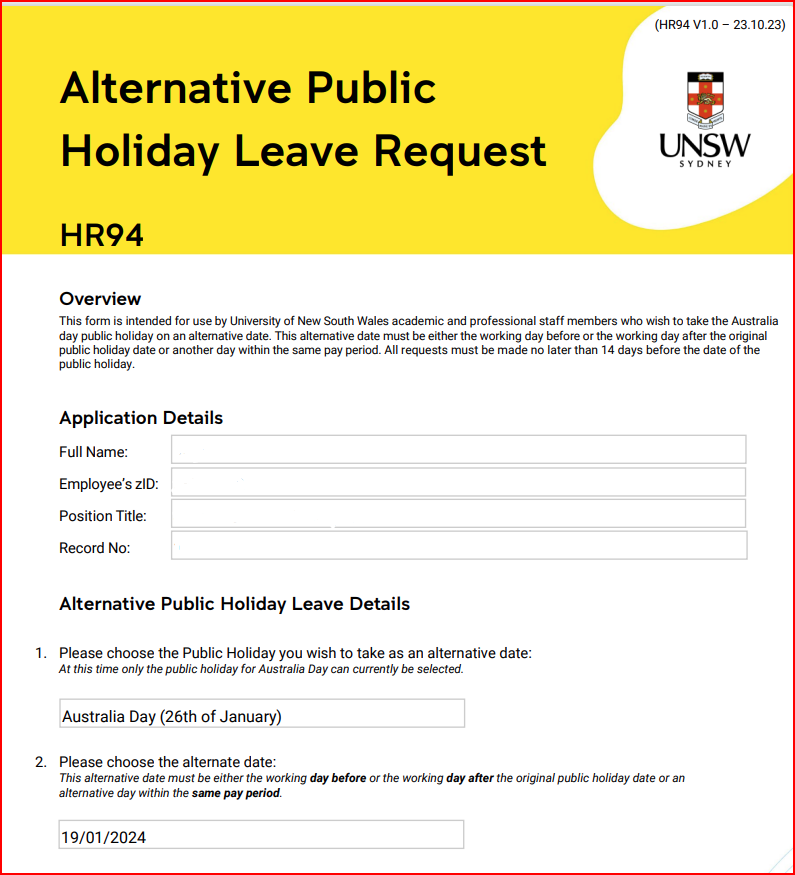 (HR94 V1.0 – 23.10.23)
Alternative Public
Holiday Leave Request
UNSW
SYDNEY
HR94
Overview
This form is intended for use by University of New South Wales academic and professional staff members who wish to take the Australia
day public holiday on an alternative date. This alternative date must be either the working day before or the working day after the original
public holiday date or another day within the same pay period. All requests must be made no later than 14 days before the date of the
public holiday.
Application Details
Full Name:
Employee's zID:
Position Title:
Record No:
Alternative Public Holiday Leave Details
1. Please choose the Public Holiday you wish to take as an alternative date:
At this time only the public holiday for Australia Day can currently be selected.
Australia Day (26th of January)
2. Please choose the alternate date:
This alternative date must be either the working day before or the working day after the original public holiday date or an
alternative day within the same pay period.
19/01/2024